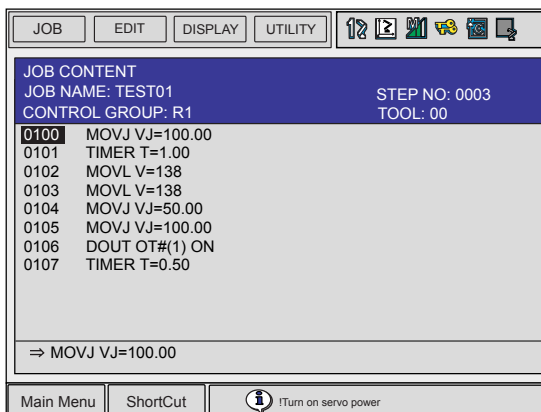 JOB EDIT DISPLAY UTILITY
JOB CONTENT
JOB NAME: TEST01 STEP NO: 0003
CONTROL GROUP: R1 TOOL: 00
0100 MOVJ VJ=100.00
0101 TIMER T=1.00
0102 MOVL V=138
0103 MOVL V=138
0104 MOVJ VJ=50.00
0105 MOVJ VJ=100.00
0106 DOUT OT#(1) ON
0107 TIMER T=0.50
⇒ MOVJ VJ=100.00
Main Menu ShortCut !Turn on servo power